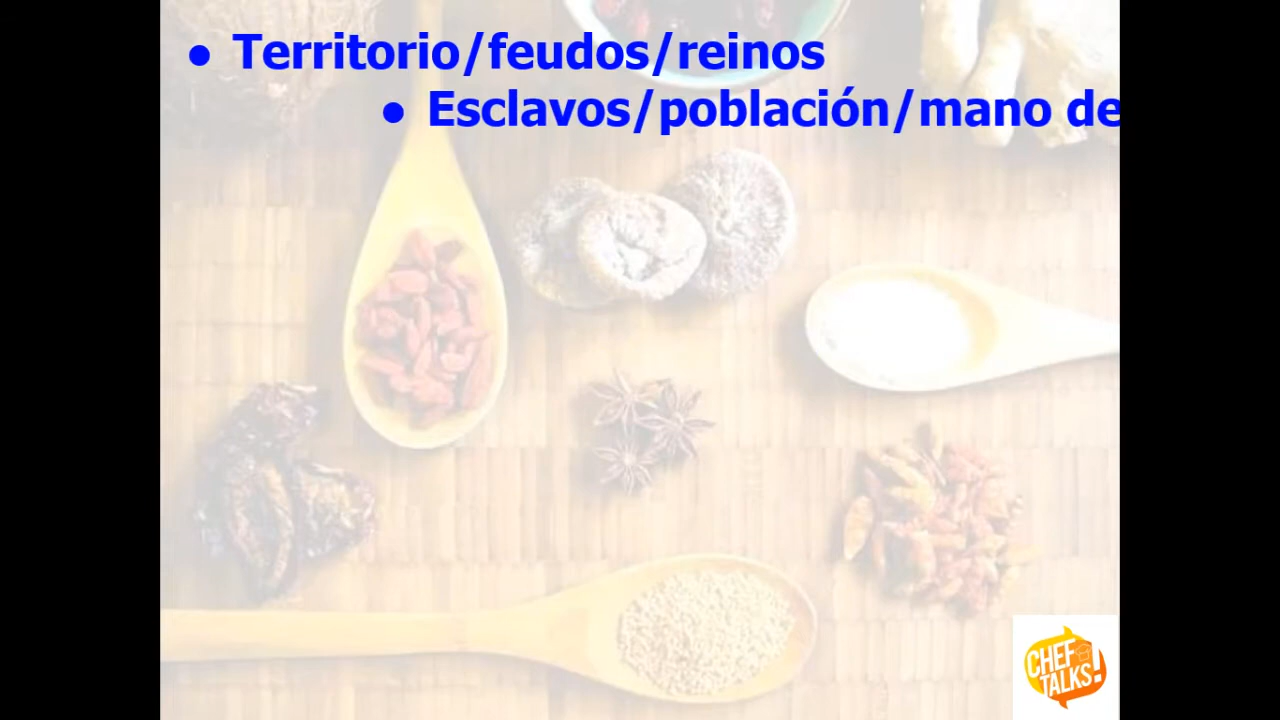 • Territorio/feudos/reinos
• Esclavos/población/mano de
CHEF
TALKS!